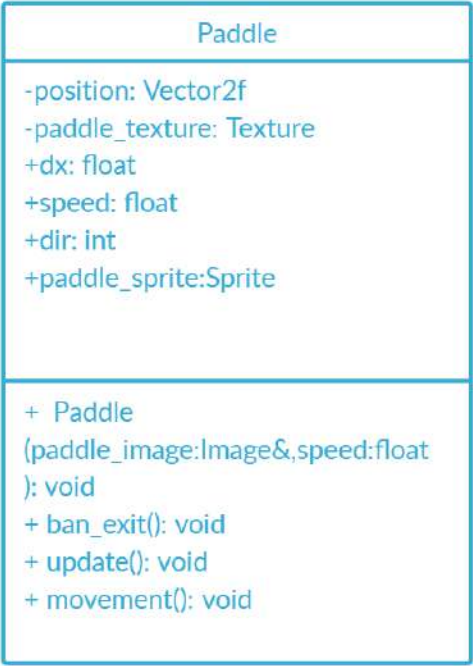 Paddle
-position: Vector2f
-paddle_texture: Texture
+dx: float
+speed: float
+dir: int
+paddle_sprite:Sprite
+ Paddle
(paddle_image:Image&,speed:float
): void
+ ban_exit(): void
+ update(): void
+ movement(): void